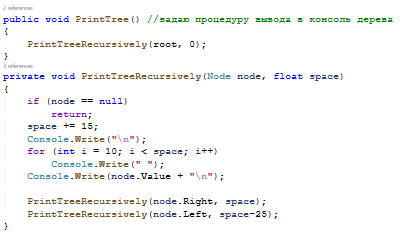 2 references
public void PrintTree() //задаю процедуру вывода в консоль дерева
{
PrintTreeRecursively(root, 0);
}
3 references
private void PrintTreeRecursively(Node node, float space)
{
if (node == null)
return;
space += 15;
Console.Write("\n");
for (int i = 10; i < space; i++)
Console.Write(" ");
Console.Write(node.Value + "\n");
PrintTreeRecursively(node.Right, space);
PrintTreeRecursively(node.Left, space-25);
}